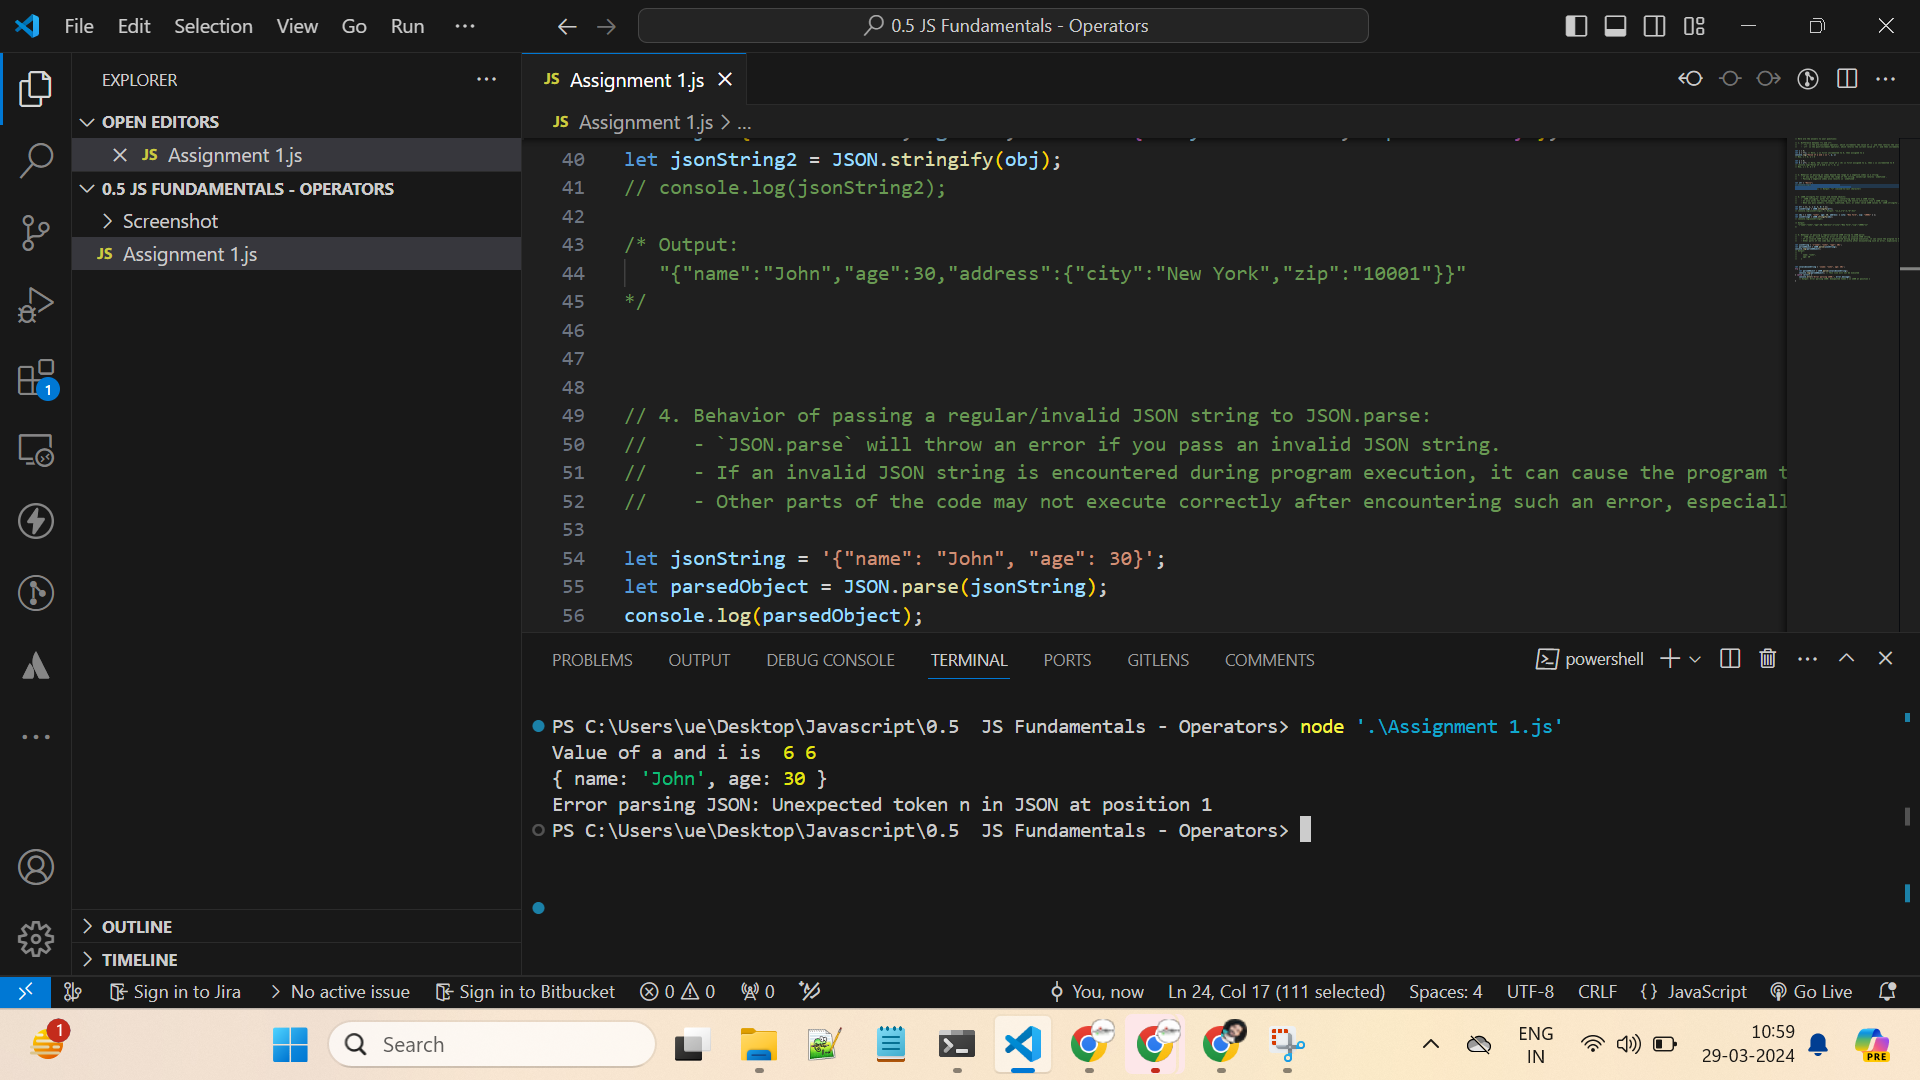 File Edit Selection View Go Run ...
0.5 JS Fundamentals - Operators
EXPLORER
JS Assignment 1.js
OPEN EDITORS
JS Assignment 1.js > ...
JS Assignment 1.js
0.5 JS FUNDAMENTALS - OPERATORS
Screenshot
JS Assignment 1.js
40 let jsonString2 = JSON.stringify(obj);
41 // console.log(jsonString2);
42
43 /* Output:
44 "{"name":"John","age":30,"address":{"city":"New York","zip":"10001"}}"
45 */
46
47
48
49 // 4. Behavior of passing a regular/invalid JSON string to JSON.parse:
50 // - `JSON.parse` will throw an error if you pass an invalid JSON string.
51 // - If an invalid JSON string is encountered during program execution, it can cause the program t
52 // - Other parts of the code may not execute correctly after encountering such an error, especiall
53
54 let jsonString = '{"name": "John", "age": 30}';
55 let parsedObject = JSON.parse(jsonString);
56 console.log(parsedObject);
1
PROBLEMS OUTPUT DEBUG CONSOLE TERMINAL PORTS GITLENS COMMENTS
powershell
PS C:\Users\ue\Desktop\Javascript\0.5  JS Fundamentals - Operators> node '.\Assignment 1.js'
Value of a and i is  6 6
{ name: 'John', age: 30 }
Error parsing JSON: Unexpected token n in JSON at position 1
PS C:\Users\ue\Desktop\Javascript\0.5  JS Fundamentals - Operators>
OUTLINE
TIMELINE
Sign in to Jira > No active issue Sign in to Bitbucket 0 0 0 You, now Ln 24, Col 17 (111 selected) Spaces: 4 UTF-8 CRLF {} JavaScript Go Live
1
Search
ENG
IN
10:59
29-03-2024
PRE